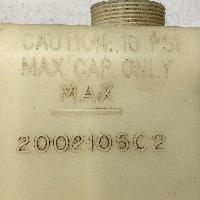 CAUTION: 10 PSI
MAX CAP ONLY
MAX
2002105C2